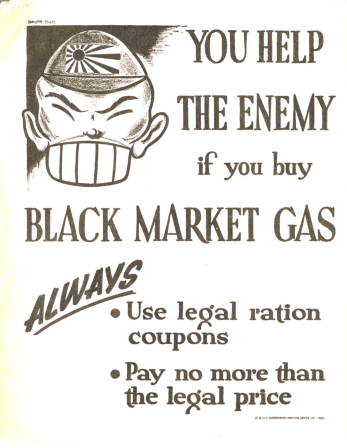 YOU HELP
THE ENEMY
if you buy
BLACK MARKET GAS
ALWAYS
• Use legal ration
coupons
• Pay no more than
the legal price